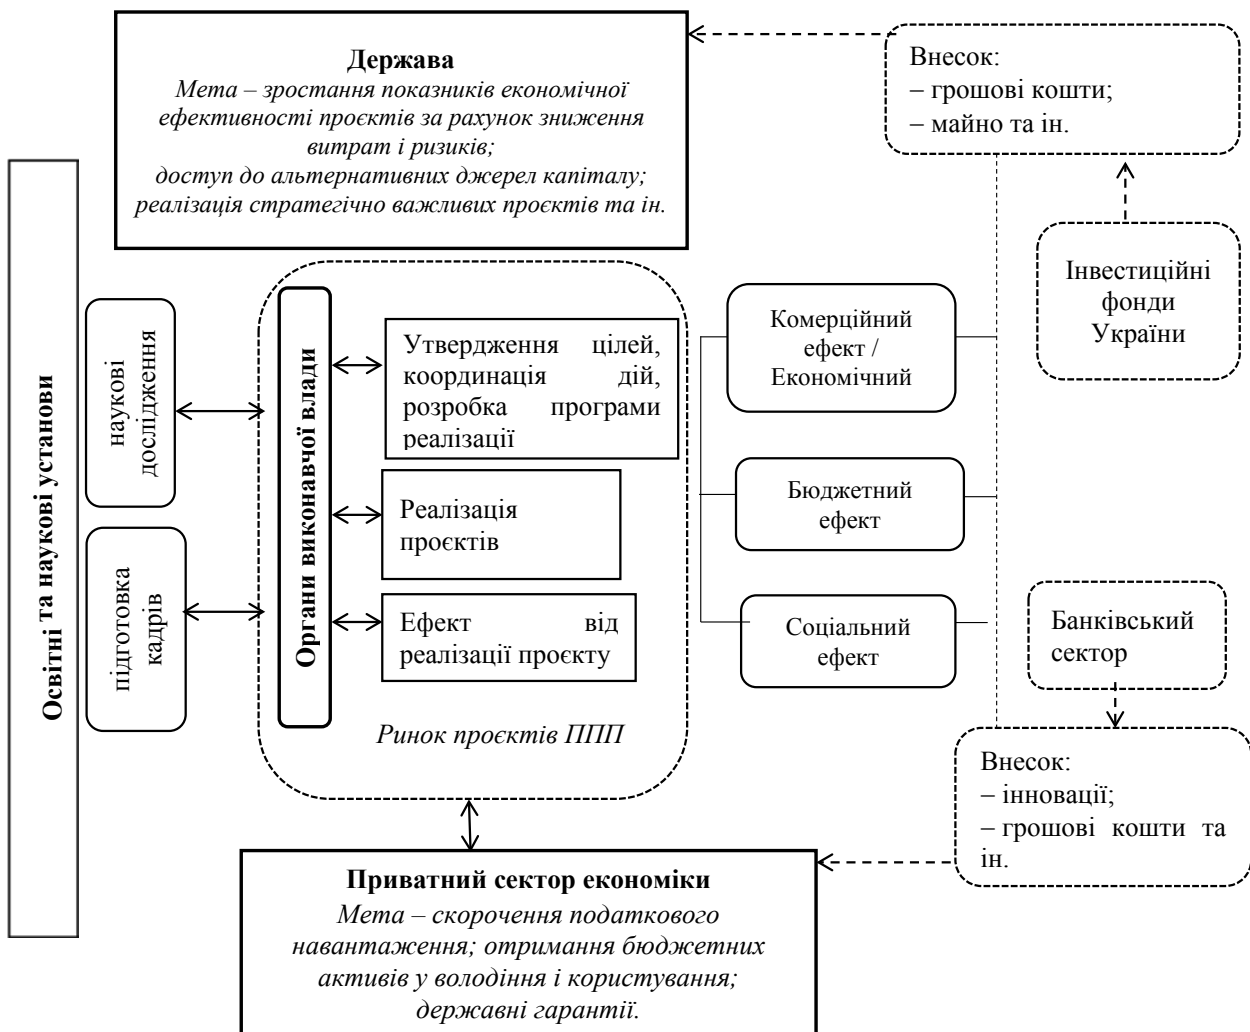 Держава
Мета – зростання показників економічної
ефективності проєктів за рахунок зниження
витрат і ризиків;
доступ до альтернативних джерел капіталу;
реалізація стратегічно важливих проєктів та ін.
Внесок:
– грошові кошти;
– майно та ін.
Інвестиційні
фонди
України
Освітні та наукові установи
наукові
дослідження
підготовка
кадрів
Органи виконавчої влади
Утвердження цілей,
координація дій,
розробка програми
реалізації
Реалізація
проєктів
Ефект від
реалізації проєкту
Ринок проєктів ППП
Комерційний
ефект /
Економічний
Бюджетний
ефект
Соціальний
ефект
Банківський
сектор
Внесок:
– інновації;
– грошові кошти та
ін.
Приватний сектор економіки
Мета – скорочення податкового
навантаження; отримання бюджетних
активів у володіння і користування;
державні гарантії.